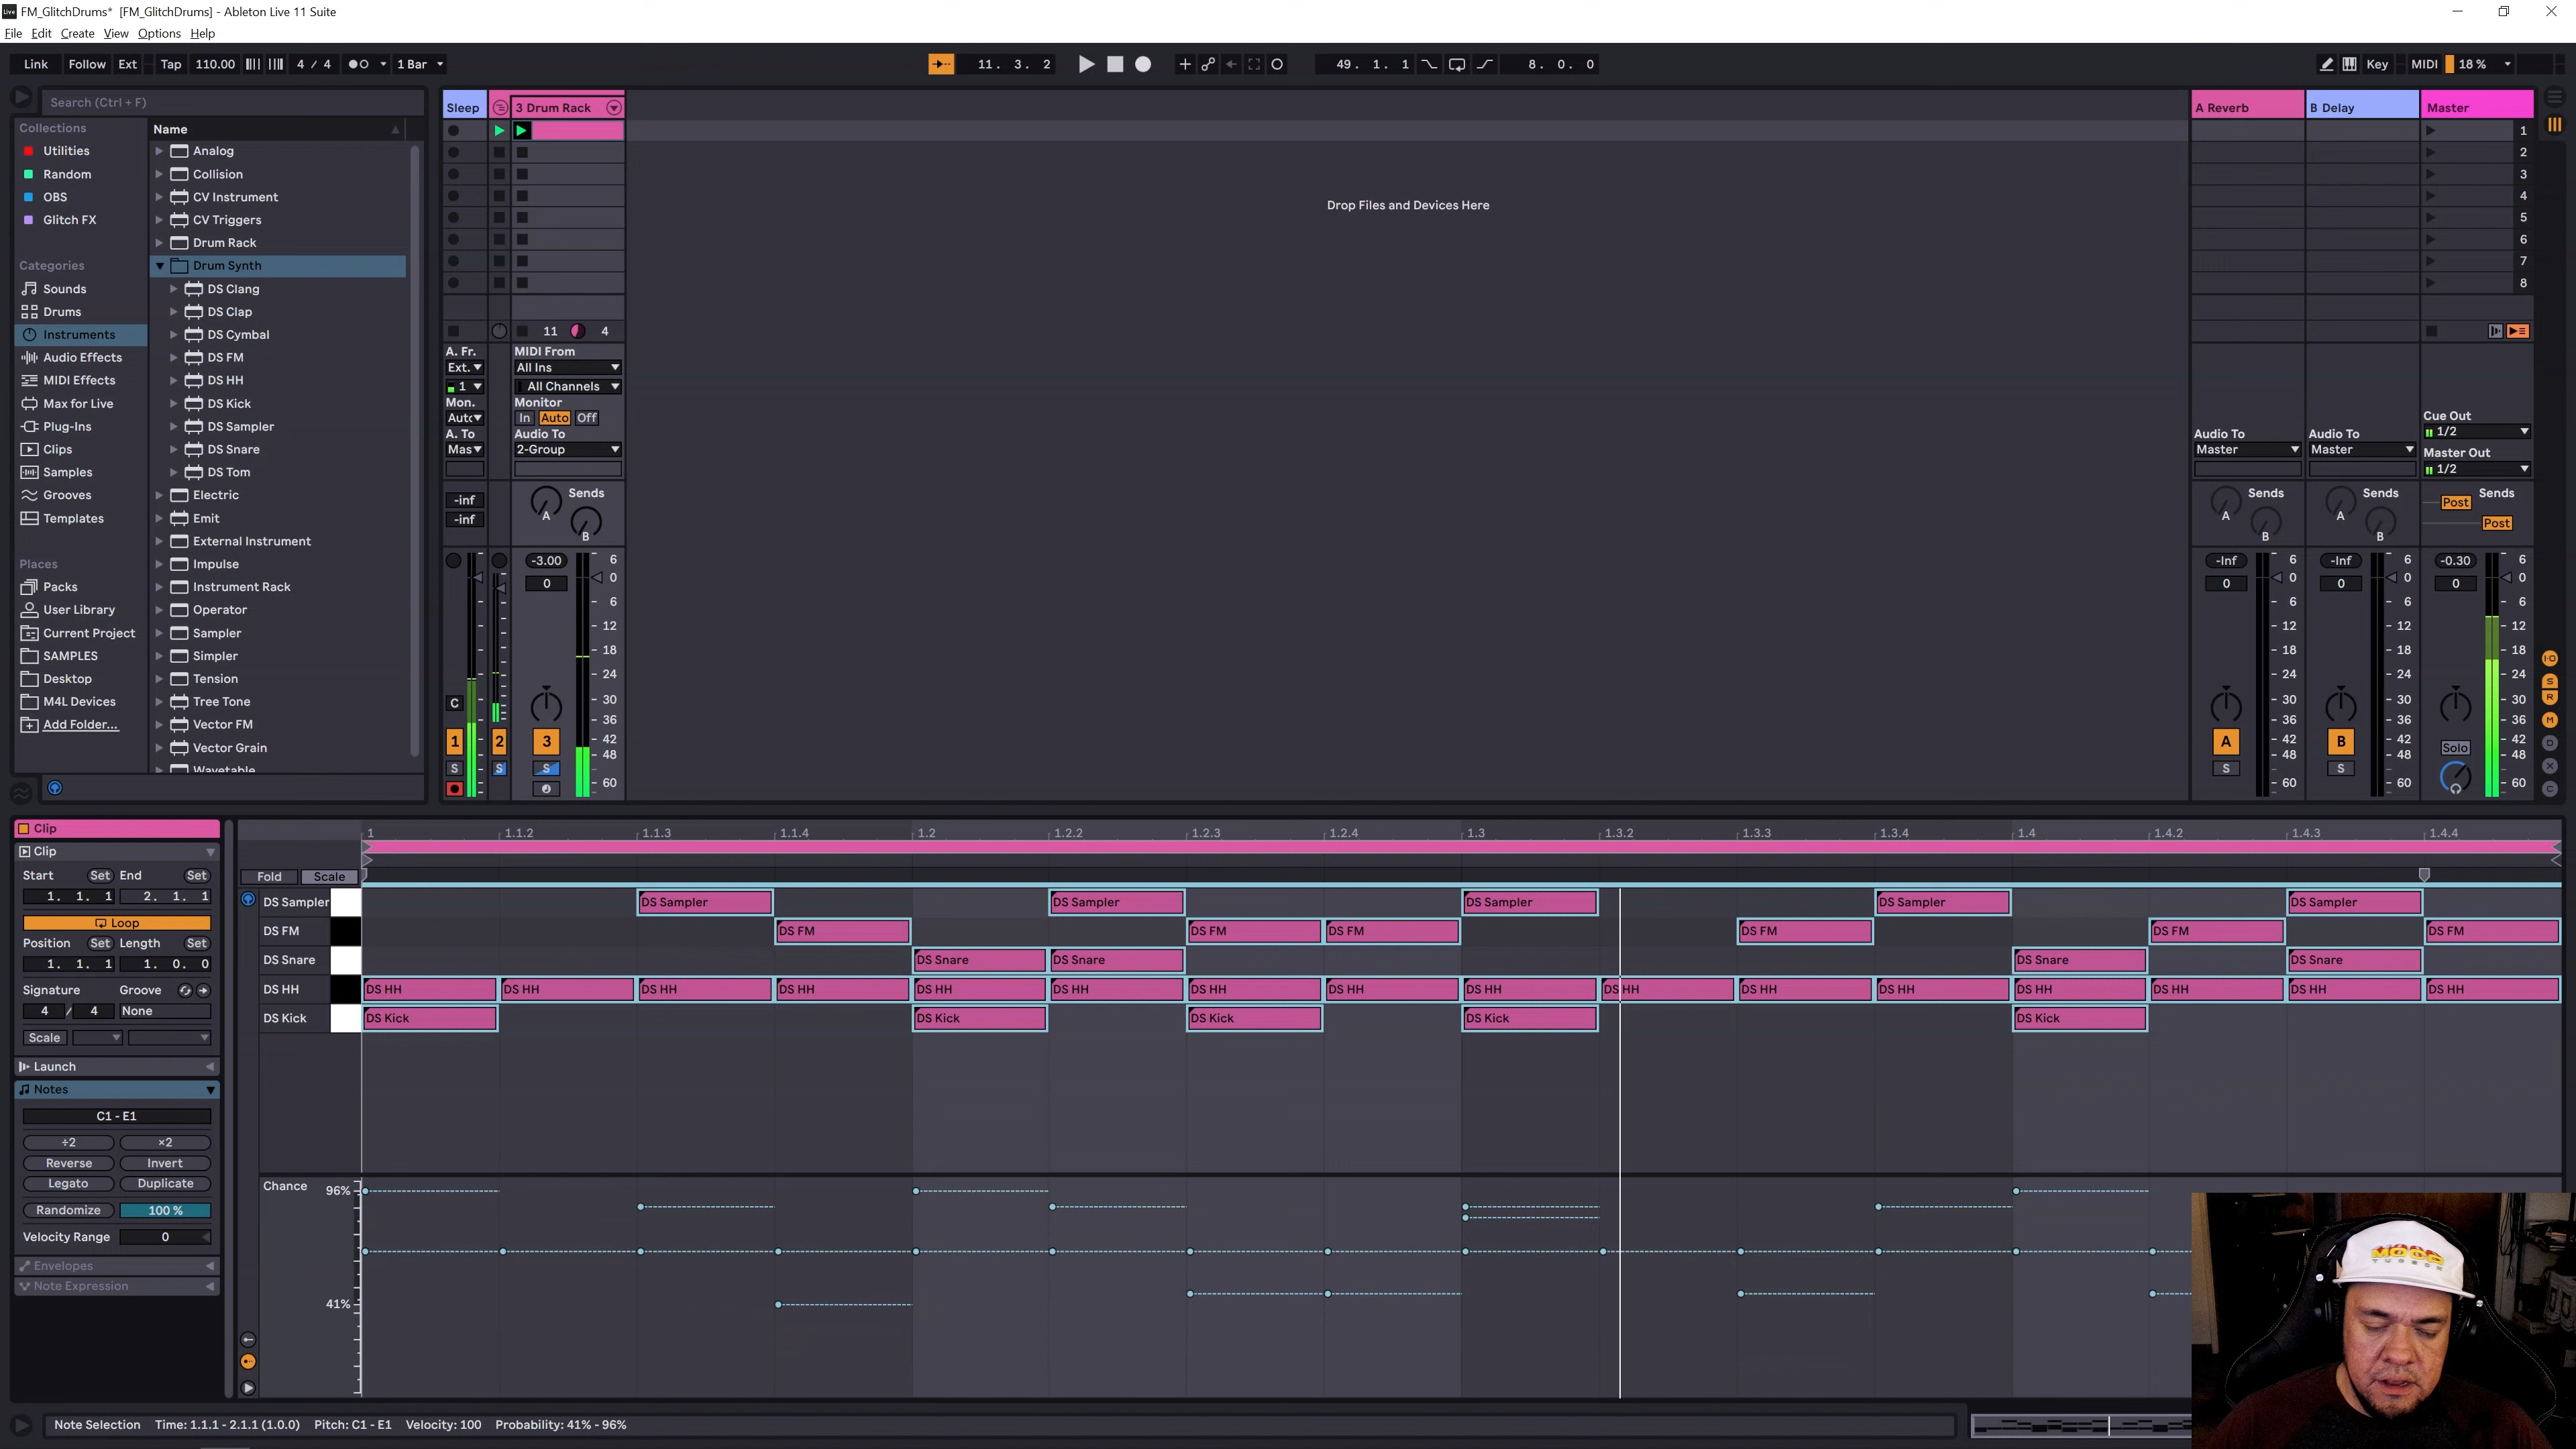 FM_GlitchDrums* [FM_GlitchDrums] - Ableton Live 11 Suite
File Edit Create View Options Help
Link Follow Ext Tap 110.00 4 / 4 1 Bar 11. 3. 2 49. 1. 1 8. 0. 0 Key MIDI 18 %
Search (Ctrl + F)
Collections
Utilities
Random
OBS
Glitch FX
Categories
Sounds
Drums
Instruments
Audio Effects
MIDI Effects
Max for Live
Plug-Ins
Clips
Samples
Grooves
Templates
Places
Packs
User Library
Current Project
SAMPLES
Desktop
M4L Devices
Add Folder...
Name
Analog
Collision
CV Instrument
CV Triggers
Drum Rack
Drum Synth
DS Clang
DS Clap
DS Cymbal
DS FM
DS HH
DS Kick
DS Sampler
DS Snare
DS Tom
Electric
Emit
External Instrument
Impulse
Instrument Rack
Operator
Sampler
Simpler
Tension
Tree Tone
Vector FM
Vector Grain
Wavetable
Sleep 3 Drum Rack
Drop Files and Devices Here
11 4
A. Fr. MIDI From
Ext. All Ins
1 All Channels
Mon. Monitor
Auto In Auto Off
A. To Audio To
Mas 2-Group
-inf Sends
-inf A
B
-3.00 6
0 0
6
12
18
24
30
36
42
48
60
C
1 2 3
S S S
A Reverb B Delay Master
1
2
3
4
5
6
7
8
Cue Out
1/2
Audio To Audio To Master Out
Master Master 1/2
Sends Sends Sends
A A Post
B B Post
-Inf 6 -Inf 6 -0.30 6
0 0 0 0 0 0
6 6 6
12 12 12
18 18 18
24 24 24
30 30 30
36 36 36
A 42 B 42 42
48 48 Solo 48
S S
60 60 60
Clip
Clip
Start Set End Set
1. 1. 1 2. 1. 1
Loop
Position Set Length Set
1. 1. 1 1. 0. 0
Signature Groove
4 / 4 None
Scale
Launch
Notes
C1 - E1
÷2 ×2
Reverse Invert
Legato Duplicate
Randomize 100 %
Velocity Range 0
Envelopes
Note Expression
1 1.1.2 1.1.3 1.1.4 1.2 1.2.2 1.2.3 1.2.4 1.3 1.3.2 1.3.3 1.3.4 1.4 1.4.2 1.4.3 1.4.4
Fold Scale
DS Sampler DS Sampler DS Sampler DS Sampler DS Sampler DS Sampler
DS FM DS FM DS FM DS FM DS FM DS FM DS FM
DS Snare DS Snare DS Snare DS Snare DS Snare
DS HH DS HH DS HH DS HH DS HH DS HH DS HH DS HH DS HH DS HH DS HH DS HH DS HH DS HH DS HH DS HH DS HH
DS Kick DS Kick DS Kick DS Kick DS Kick DS Kick
Chance 96%
41%
Note Selection Time: 1.1.1 - 2.1.1 (1.0.0) Pitch: C1 - E1 Velocity: 100 Probability: 41% - 96%